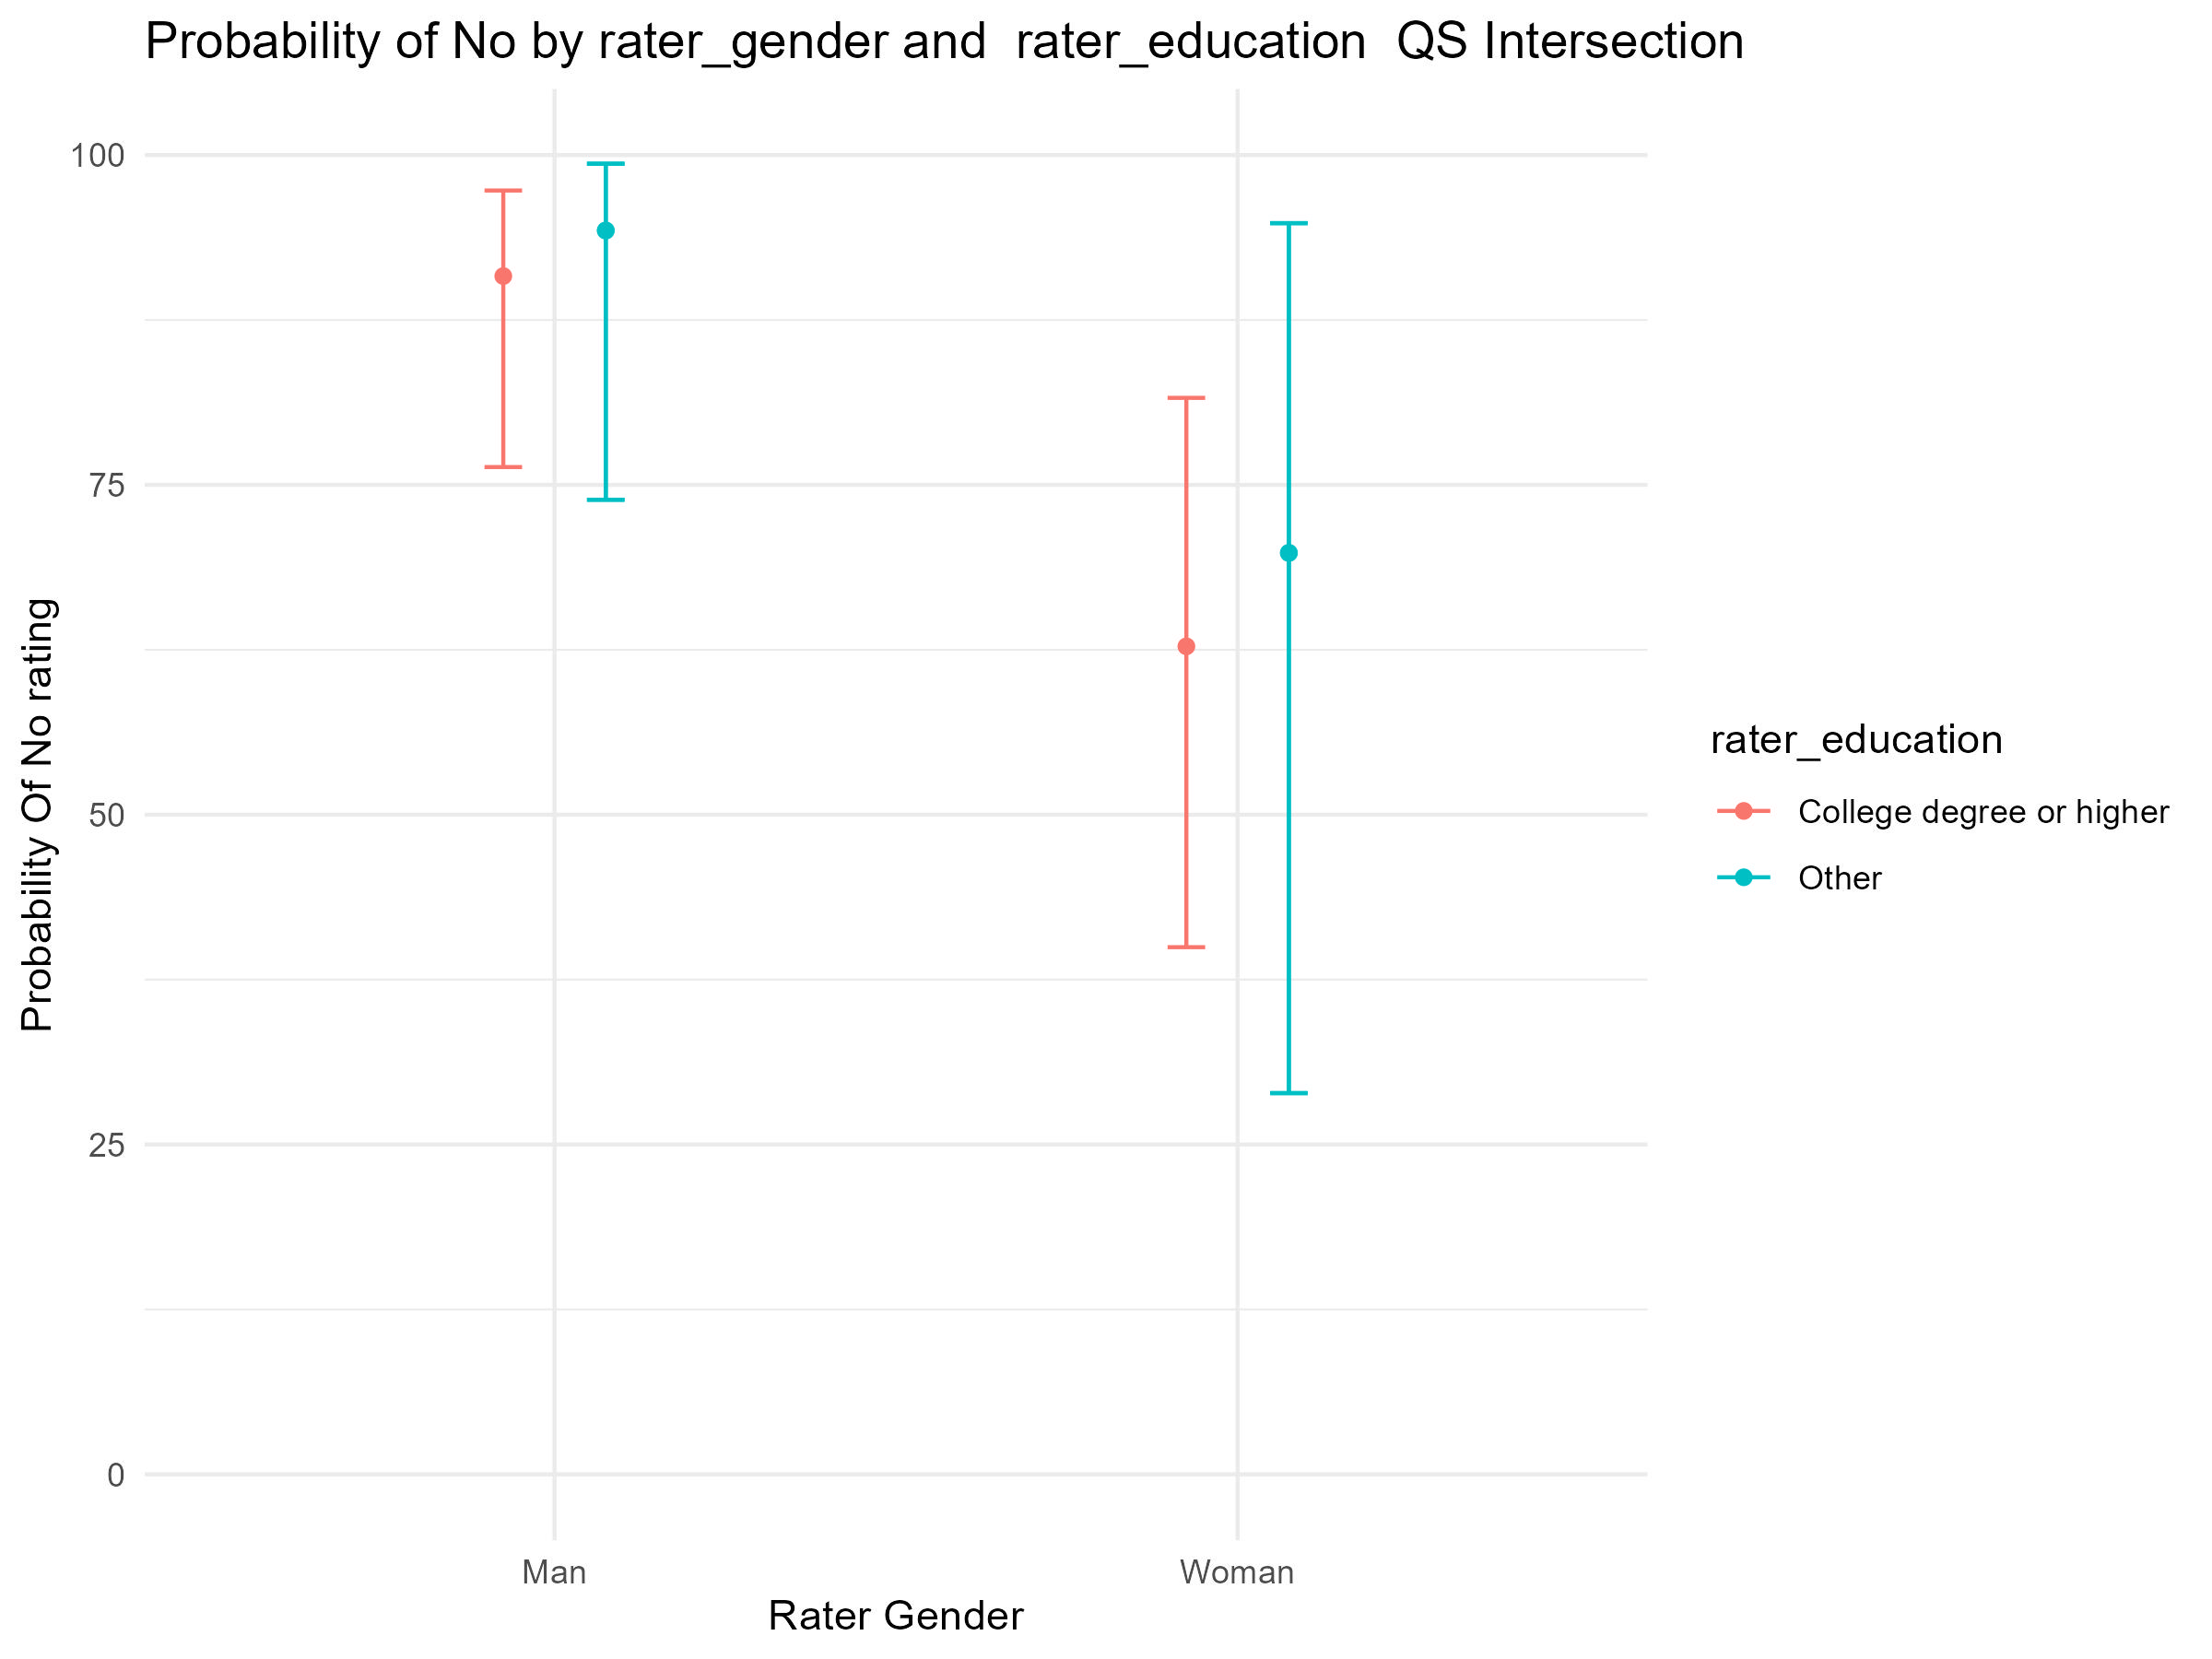 Probability of No by rater_gender and  rater_education  QS Intersection
100
75
50
25
0
Probability Of No rating
Man
Woman
Rater Gender
rater_education
College degree or higher
Other